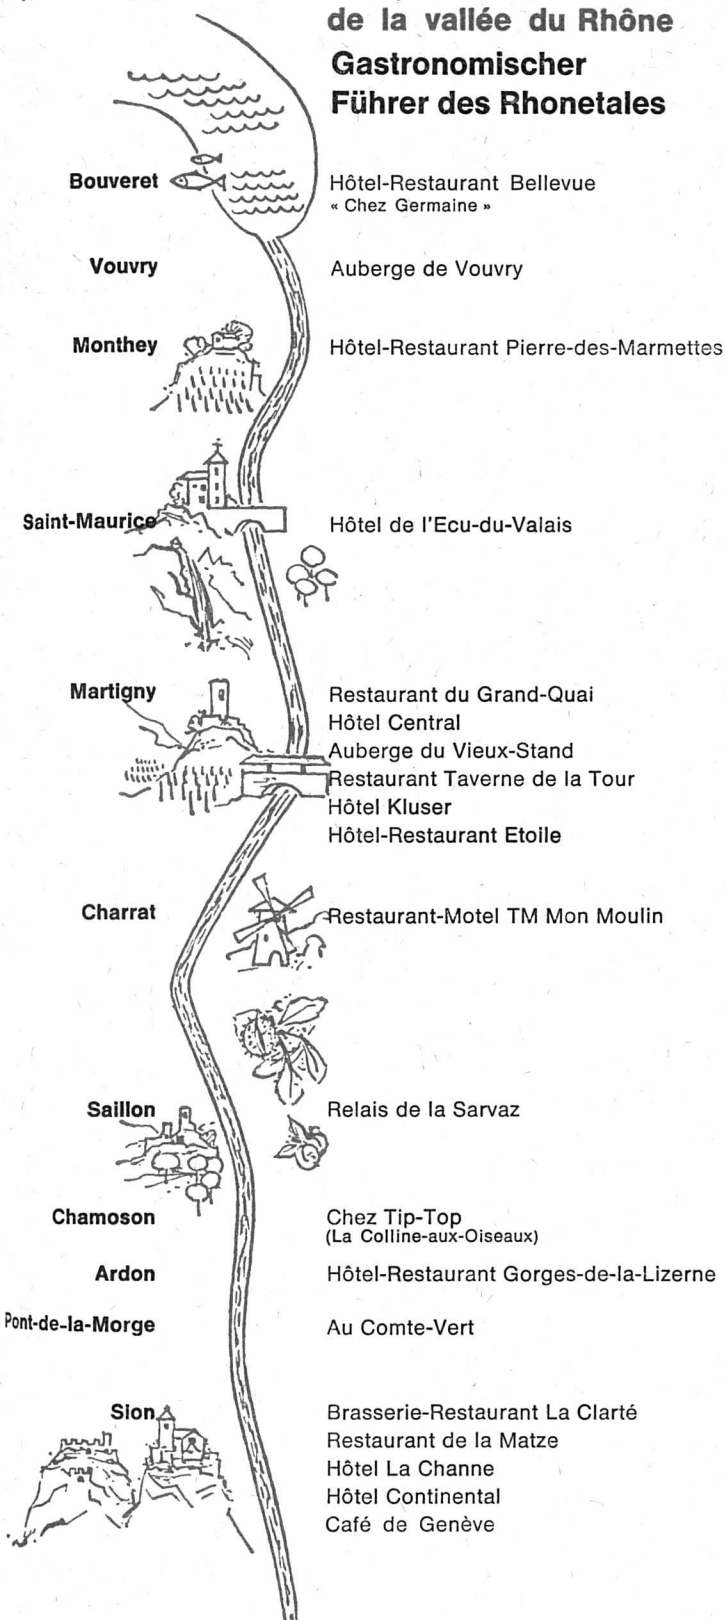 de la vallée du Rhône
Gastronomischer
Führer des Rhonetales
Bouveret
Hôtel-Restaurant Bellevue
« Chez Germaine »
Vouvry
Auberge de Vouvry
Monthey
Hôtel-Restaurant Pierre-des-Marmettes
Saint-Maurice
Hôtel de l'Ecu-du-Valais
Martigny
Restaurant du Grand-Quai
Hôtel Central
Auberge du Vieux-Stand
Restaurant Taverne de la Tour
Hôtel Kluser
Hôtel-Restaurant Etoile
Charrat
Restaurant-Motel TM Mon Moulin
Saillon
Relais de la Sarvaz
Chamoson
Chez Tip-Top
(La Colline-aux-Oiseaux)
Ardon
Hôtel-Restaurant Gorges-de-la-Lizerne
Pont-de-la-Morge
Au Comte-Vert
Sion
Brasserie-Restaurant La Clarté
Restaurant de la Matze
Hôtel La Channe
Hôtel Continental
Café de Genève